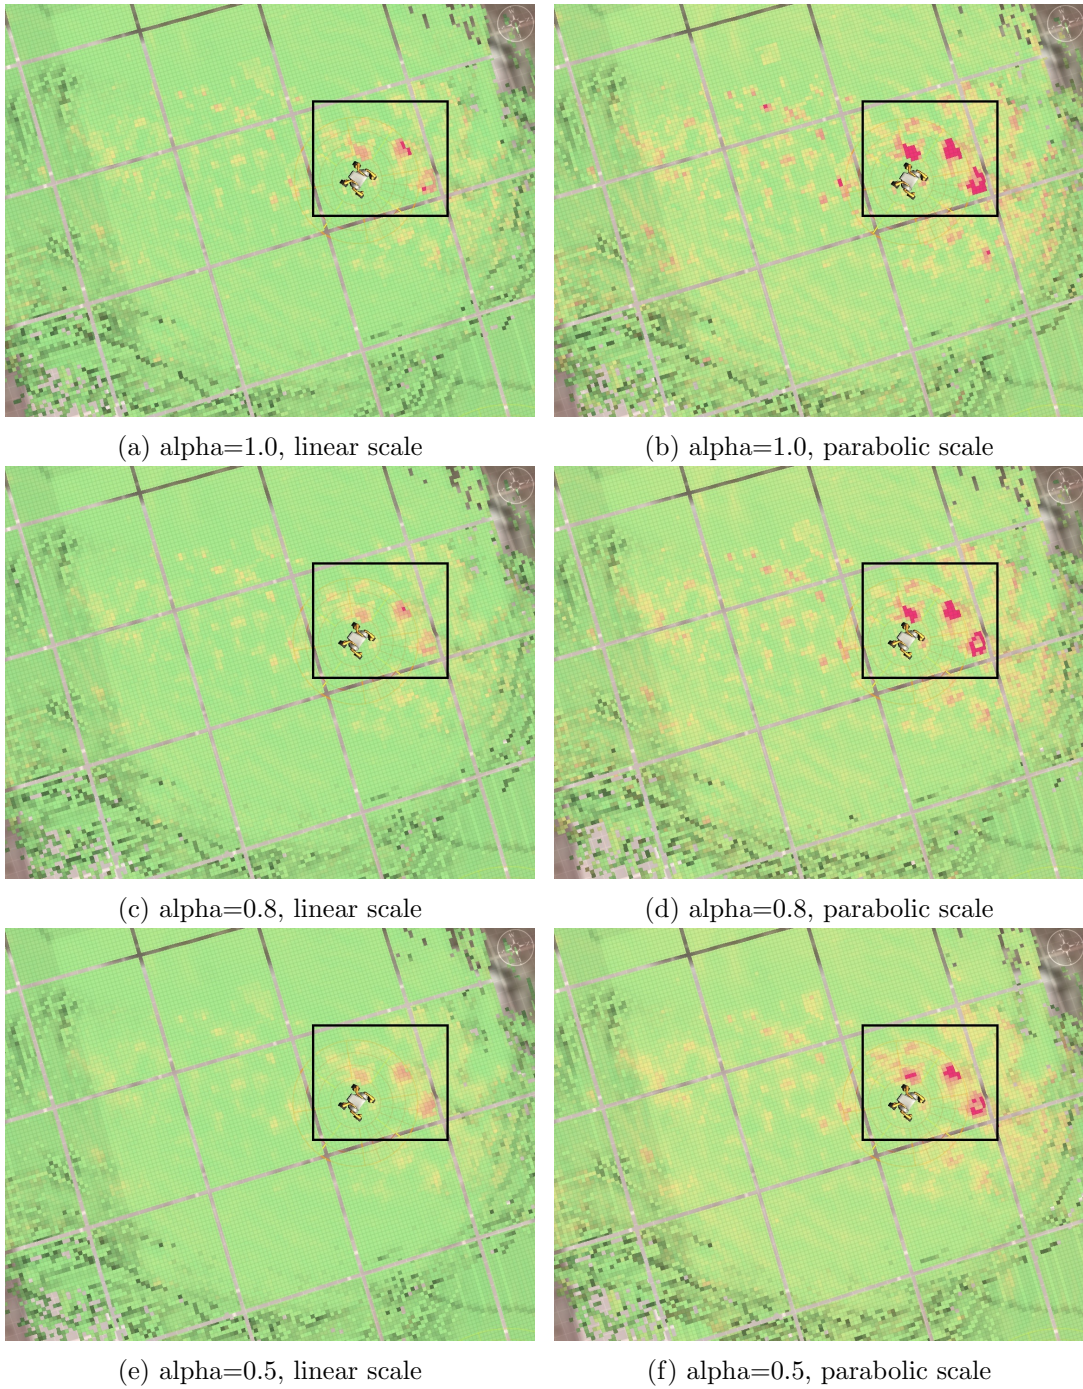 (a) alpha=1.0, linear scale
(b) alpha=1.0, parabolic scale
(c) alpha=0.8, linear scale
(d) alpha=0.8, parabolic scale
(e) alpha=0.5, linear scale
(f) alpha=0.5, parabolic scale